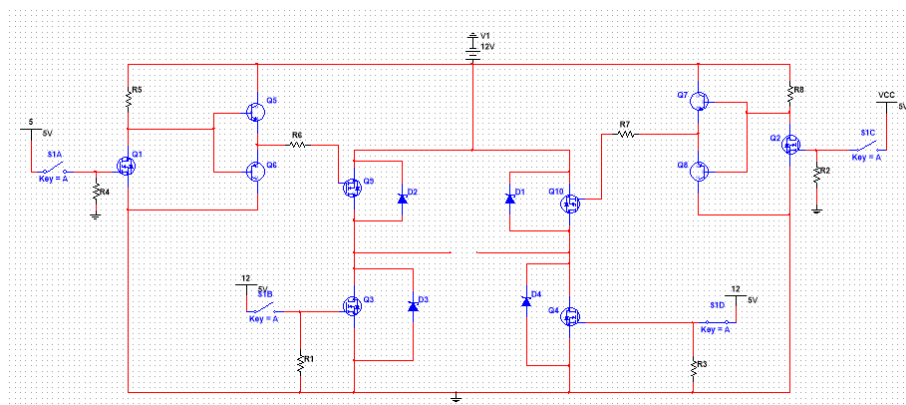 V1
12V
R5
Q5
Q7
R8
5
5V
VCC
5V
S1A
Key = A
Q1
R6
R7
Q2
S1C
Key = A
R4
Q6
Q8
R2
Q9
D2
D1
Q10
12
5V
S1B
Key = A
Q3
D3
D4
Q4
12
5V
S1D
Key = A
R1
R3